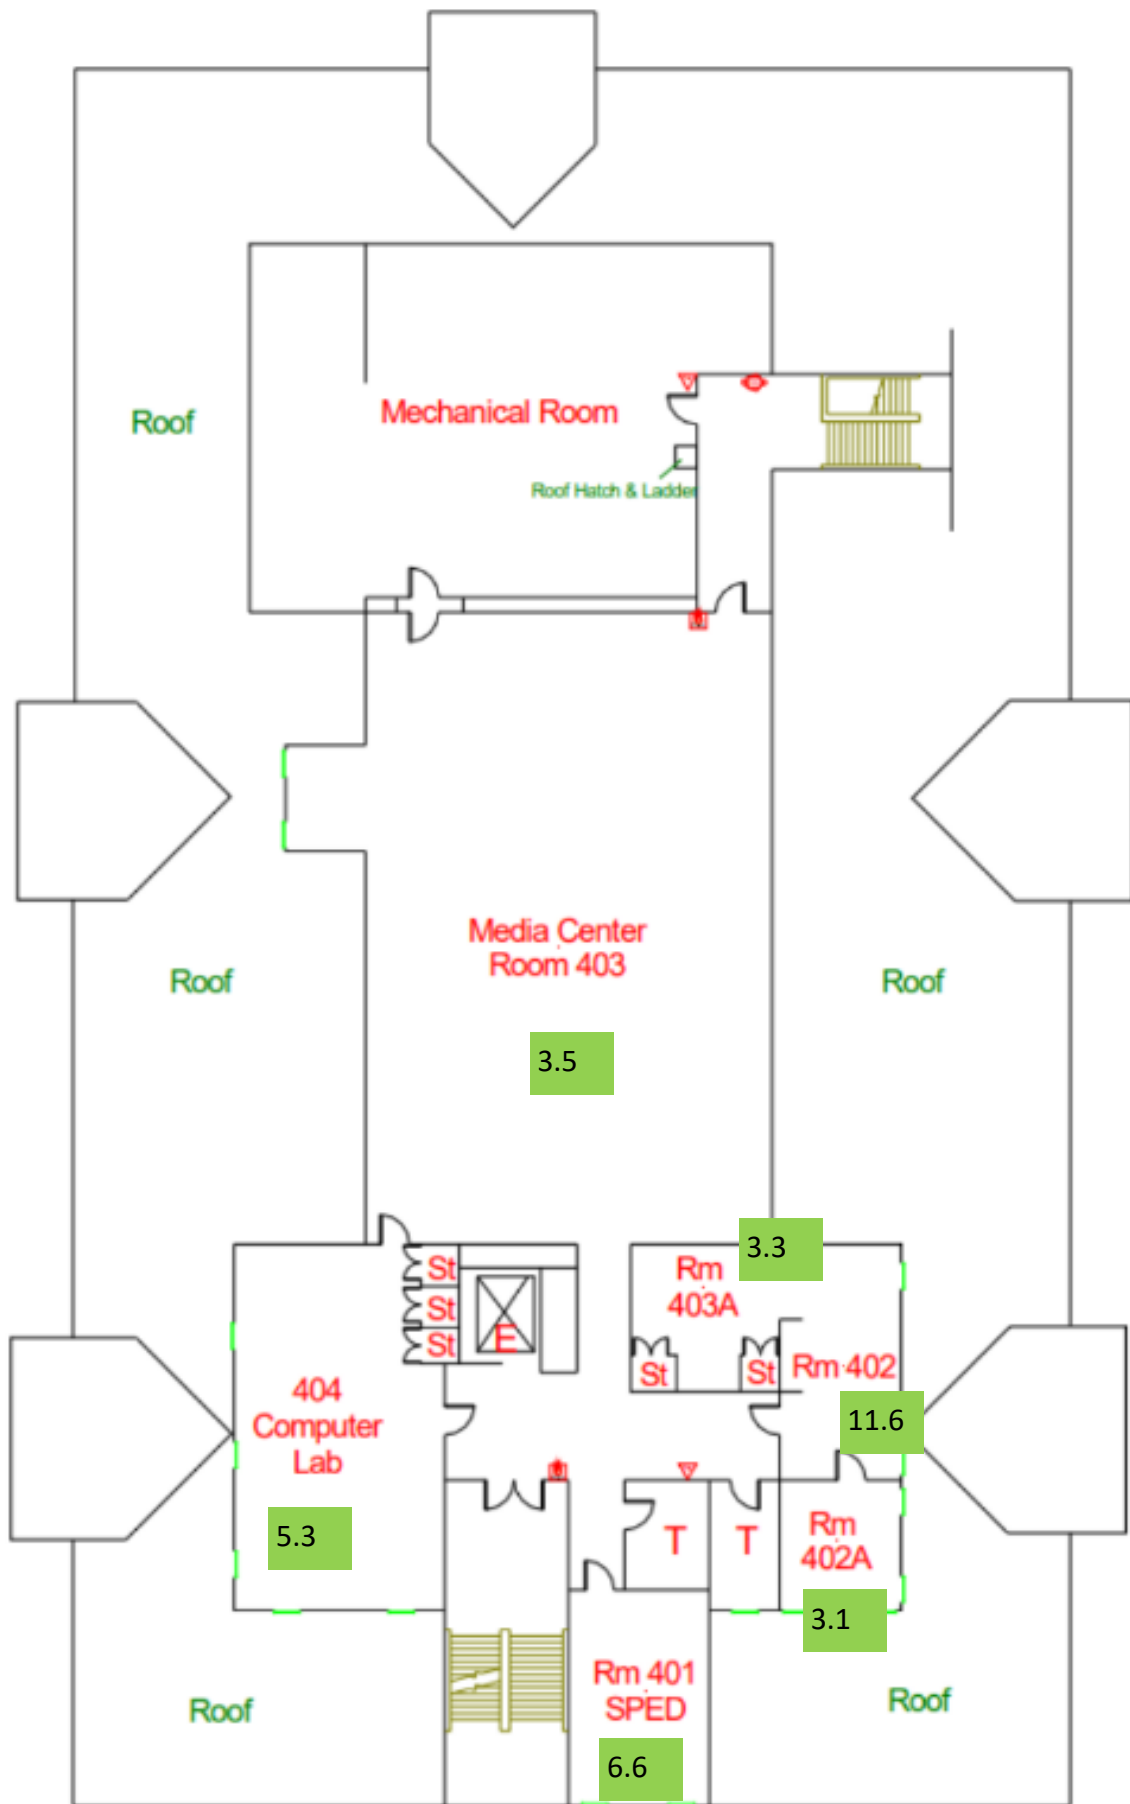 Mechanical Room
Roof
Roof Hatch & Ladder
Media Center
Room 403
Roof
Roof
3.5
3.3
St
Rm
403A
St
E
St
St
St
Rm 402
404
Computer
Lab
11.6
5.3
T
T
Rm
402A
3.1
Rm 401
SPED
Roof
Roof
6.6